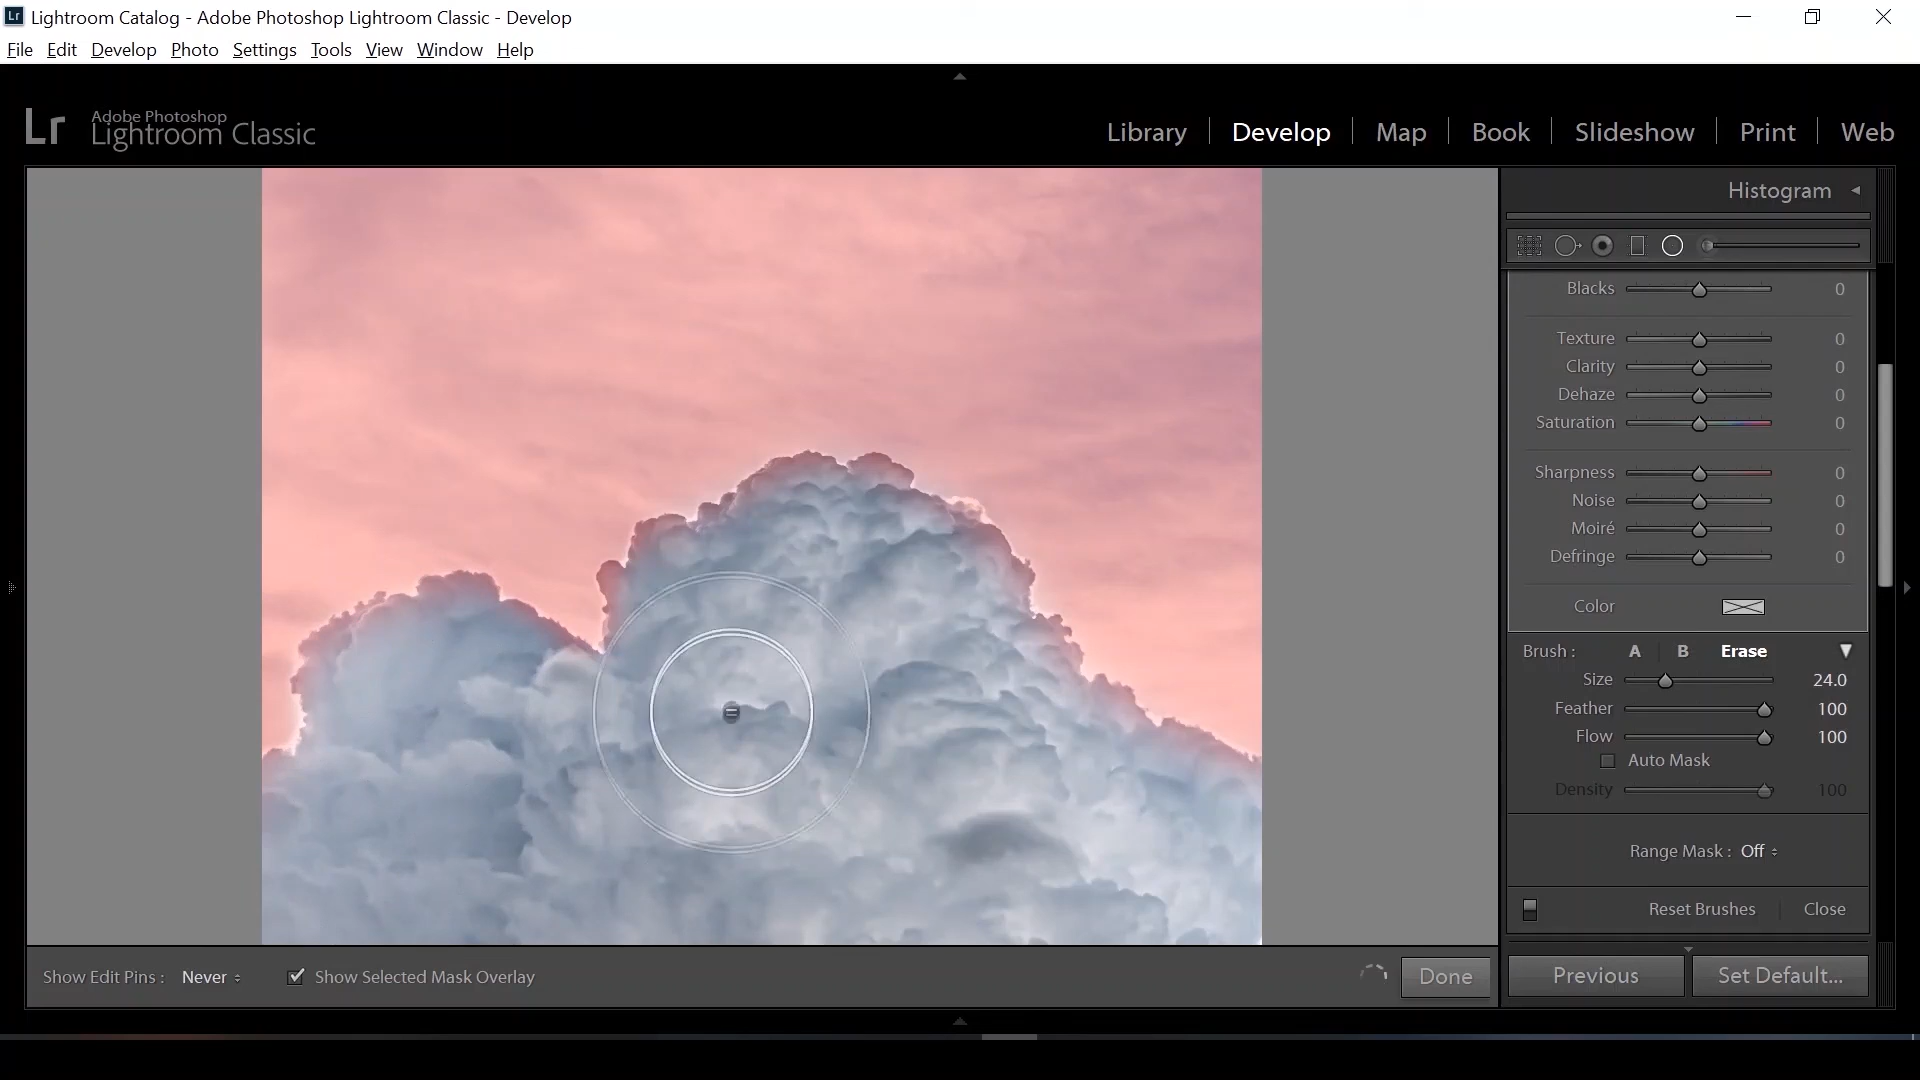 Lr Lightroom Catalog - Adobe Photoshop Lightroom Classic - Develop
File Edit Develop Photo Settings Tools View Window Help
Lr Adobe Photoshop
Lightroom Classic
Library Develop Map Book Slideshow Print Web
Histogram
Blacks 0
Texture 0
Clarity 0
Dehaze 0
Saturation 0
Sharpness 0
Noise 0
Moiré 0
Defringe 0
Color
Brush : A B Erase
Size 24.0
Feather 100
Flow 100
Auto Mask
Density 100
Range Mask : Off
Reset Brushes Close
Show Edit Pins : Never Show Selected Mask Overlay Done
Previous Set Default...